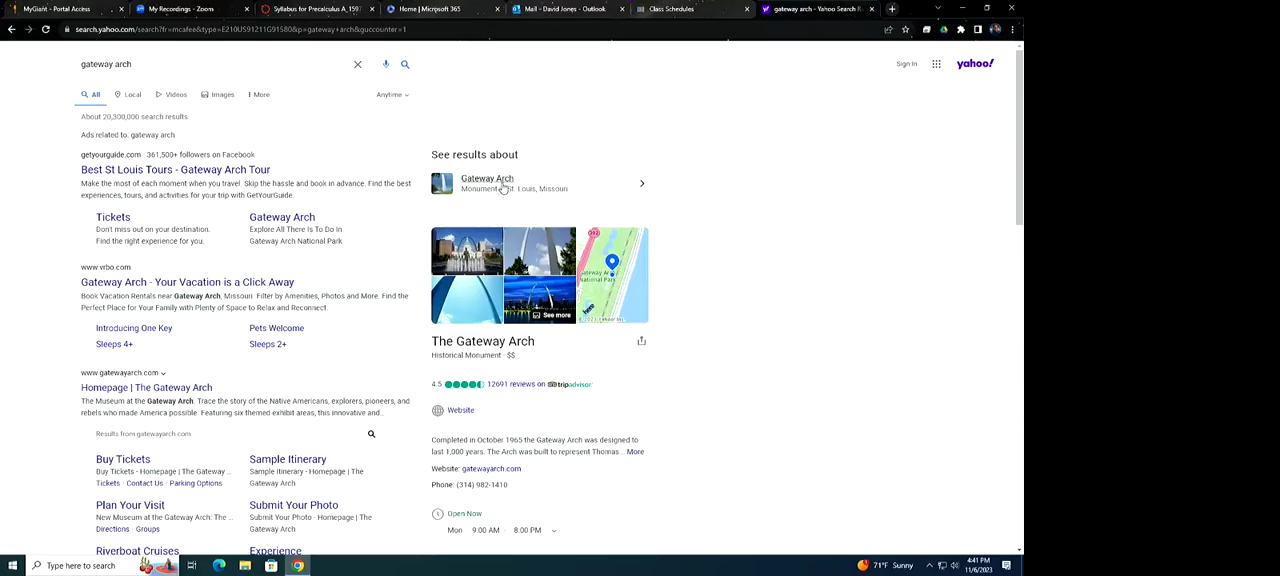 MyGiant - Portal Access
My Recordings - Zoom
Syllabus for Precalculus A_1597
Home | Microsoft 365
Mail - David Jones - Outlook
Class Schedules
gateway arch - Yahoo Search R
search.yahoo.com/search?fr=mcafee&type=E210US91211G91580&p=gateway+arch&guccounter=1
gateway arch
Sign In
yahoo!
All
Local
Videos
Images
More
Anytime
About 20,300,000 search results
Ads related to: gateway arch
getyourguide.com 361,500+ followers on Facebook
Best St Louis Tours - Gateway Arch Tour
Make the most of each moment when you travel. Skip the hassle and book in advance. Find the best
experiences, tours, and activities for your trip with GetYourGuide.
Tickets
Don't miss out on your destination.
Find the right experience for you.
Gateway Arch
Explore All There Is To Do In
Gateway Arch National Park
www.vrbo.com
Gateway Arch - Your Vacation is a Click Away
Book Vacation Rentals near Gateway Arch, Missouri. Filter by Amenities, Photos and More. Find the
Perfect Place for Your Family with Plenty of Space to Relax and Reconnect.
Introducing One Key
Pets Welcome
Sleeps 4+
Sleeps 2+
www.gatewayarch.com
Homepage | The Gateway Arch
The Museum at the Gateway Arch. Trace the story of the Native Americans, explorers, pioneers, and
rebels who made America possible. Featuring six themed exhibit areas, this innovative and...
Results from gatewayarch.com
Buy Tickets
Buy Tickets - Homepage | The Gateway ...
Tickets · Contact Us · Parking Options
Sample Itinerary
Sample Itinerary - Homepage | The
Gateway Arch
Plan Your Visit
New Museum at the Gateway Arch: The ...
Directions · Groups
Submit Your Photo
Submit Your Photo - Homepage | The
Gateway Arch
Riverboat Cruises
Experience
See results about
Gateway Arch
Monument St. Louis, Missouri
Gateway Arch
National Park
here
See more
The Gateway Arch
Historical Monument · $$
4.5 12691 reviews on tripadvisor
Website
Completed in October 1965 the Gateway Arch was designed to
last 1,000 years. The Arch was built to represent Thomas ... More
Website: gatewayarch.com
Phone: (314) 982-1410
Open Now
Mon 9:00 AM - 8:00 PM
Type here to search
71°F Sunny
4:41 PM
11/6/2023